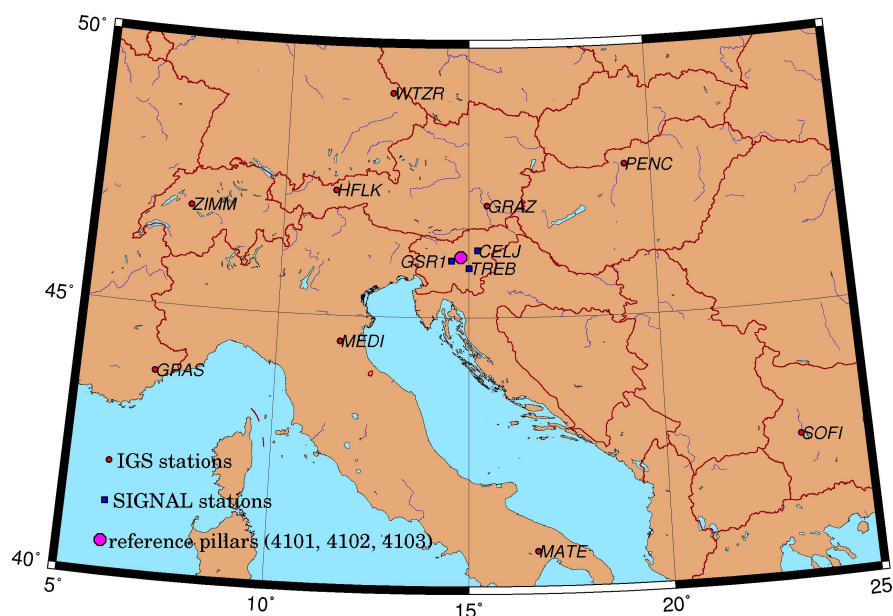 50°
WTZR
PENC
HFLK
ZIMM
GRAZ
CELJ
GSR1
TREB
45°
MEDI
GRAS
SOFI
IGS stations
SIGNAL stations
reference pillars (4101, 4102, 4103)
MATE
40°
5°
10°
15°
20°
25°